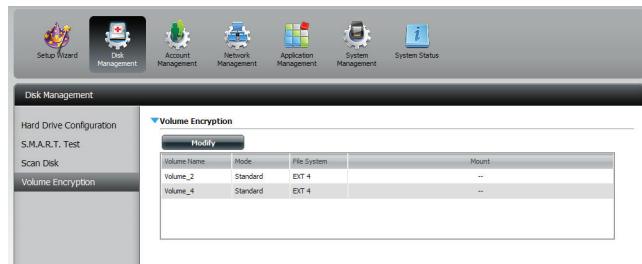 Setup Wizard
Disk Management
Account Management
Network Management
Application Management
System Management
System Status
Disk Management
Hard Drive Configuration
S.M.A.R.T. Test
Scan Disk
Volume Encryption
Volume Encryption
Modify
Volume Name Mode File System Mount
Volume_2 Standard EXT 4 --
Volume_4 Standard EXT 4 --